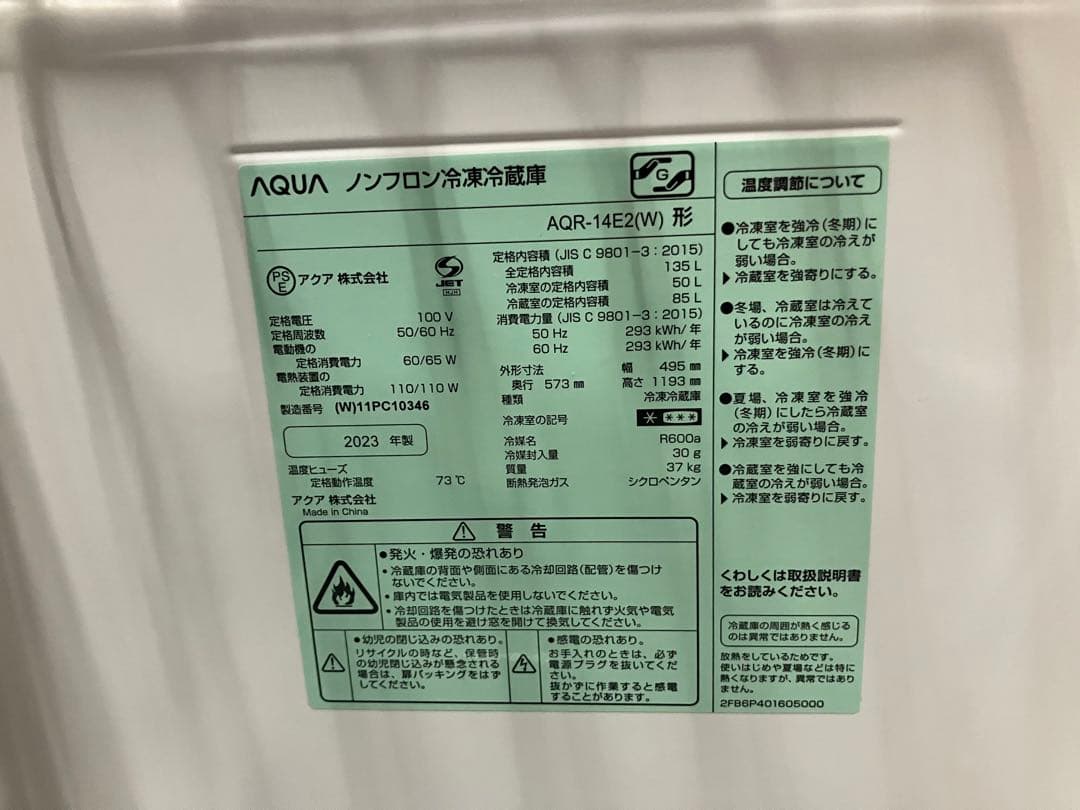 AQUA ノンフロン冷凍冷蔵庫
G
AQR-14E2(W) 形
PS E アクア 株式会社
JET
定格電圧 100 V
定格周波数 50/60 Hz
電動機の
定格消費電力 60/65 W
電熱装置の
定格消費電力 110/110 W
製造番号 (W)11PC10346
2023 年製
温度ヒューズ
定格動作温度 73 ℃
アクア 株式会社
Made in China
定格内容積 (JIS C 9801-3 : 2015)
全定格内容積 135 L
冷凍室の定格内容積 50 L
冷蔵室の定格内容積 85 L
消費電力量 (JIS C 9801-3 : 2015)
50 Hz 293 kWh/年
60 Hz 293 kWh/年
外形寸法 幅 495 ㎜
奥行 573 ㎜ 高さ 1193 ㎜
種類 冷凍冷蔵庫
冷凍室の記号
冷媒名 R600a
冷媒封入量 30 g
質量 37 kg
断熱発泡ガス シクロペンタン
警 告
●発火・爆発の恐れあり
・冷蔵庫の背面や側面にある冷却回路(配管)を傷つけ
ないでください。
・庫内では電気製品を使用しないでください。
・冷却回路を傷つけたときは冷蔵庫に触れず火気や電気
製品の使用を避け窓を開けて換気してください。
●幼児の閉じ込みの恐れあり。
リサイクルの時など、保管時
の幼児閉じ込みが懸念される
場合は、扉パッキングをはず
してください。
●感電の恐れあり。
お手入れのときは、必ず
電源プラグを抜いてくだ
さい。
抜かずに作業すると感電
することがあります。
温度調節について
●冷凍室を強冷(冬期)に
しても冷凍室の冷えが
弱い場合。
▶冷蔵室を強寄りにする。
●冬場、冷蔵室は冷えて
いるのに冷凍室の冷え
が弱い場合。
▶冷凍室を強冷(冬期)に
する。
●夏場、冷凍室を強冷
(冬期)にしたら冷蔵室
の冷えが弱い場合。
▶冷凍室を弱寄りに戻す。
●冷蔵室を強にしても冷
蔵室の冷えが弱い場合。
▶冷凍室を弱寄りに戻す。
くわしくは取扱説明書
をお読みください。
冷蔵庫の周囲が熱く感じる
のは異常ではありません。
放熱をしているためです。
使いはじめや夏場などは特に
熱くなりますが、異常ではあり
ません。
2FB6P401605000